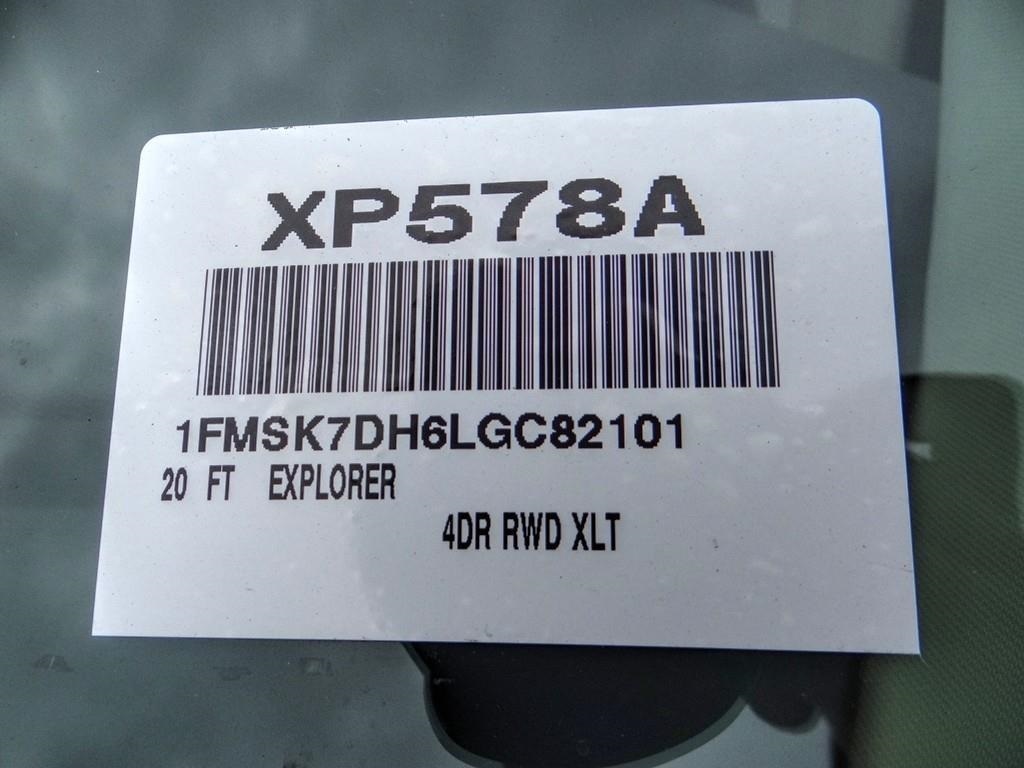 XP578A
1FMSK7DH6LGC82101
20 FT EXPLORER
4DR RWD XLT